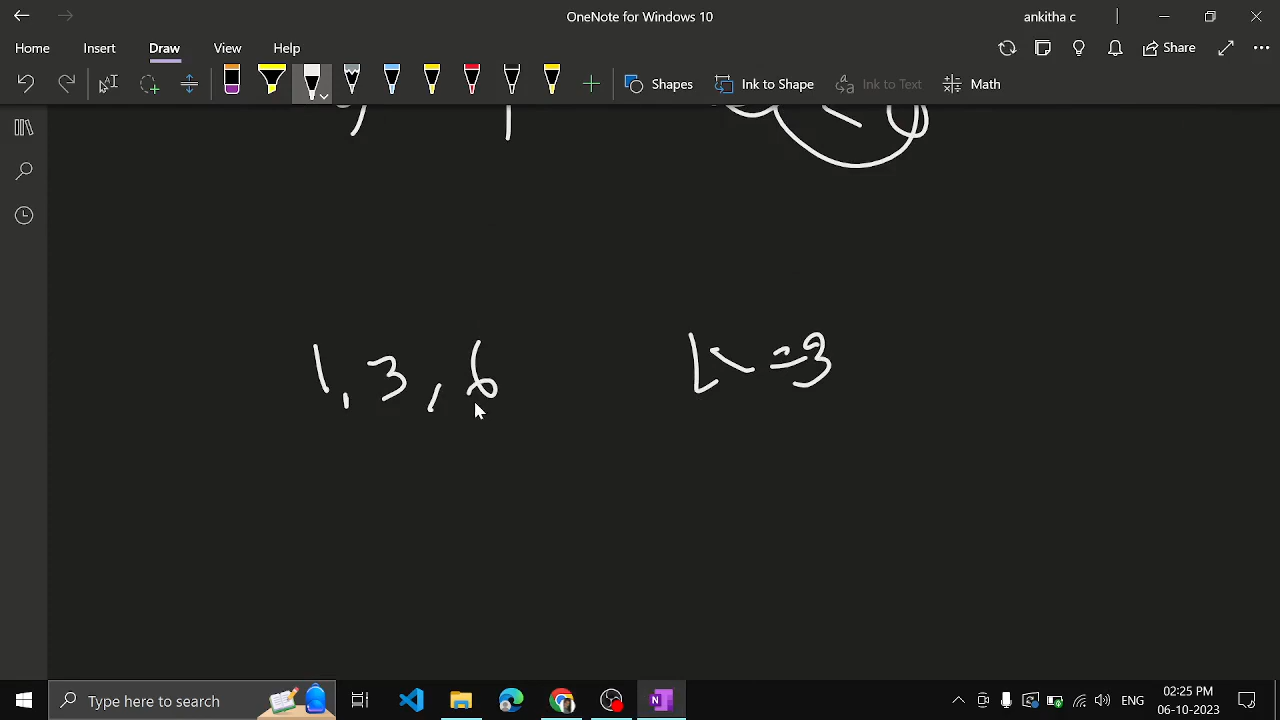 OneNote for Windows 10
ankitha c
Home Insert Draw View Help
Share
Shapes Ink to Shape Ink to Text Math
1, 3, 6 K = 3
Type here to search
ENG
02:25 PM
06-10-2023